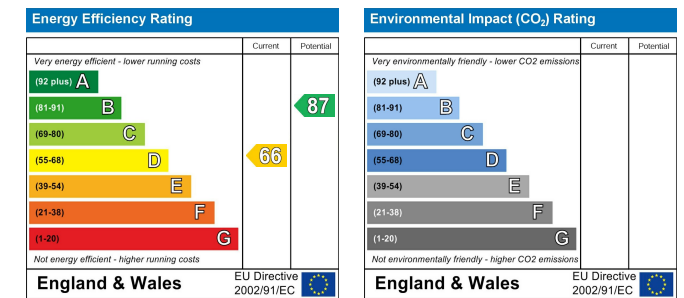 Energy Efficiency Rating
Current Potential
Very energy efficient - lower running costs
(92 plus) A
(81-91) B
87
(69-80) C
(55-68) D
66
(39-54) E
(21-38) F
(1-20) G
Not energy efficient - higher running costs
England & Wales
EU Directive
2002/91/EC
Environmental Impact (CO₂) Rating
Current Potential
Very environmentally friendly - lower CO2 emissions
(92 plus) A
(81-91) B
(69-80) C
(55-68) D
(39-54) E
(21-38) F
(1-20) G
Not environmentally friendly - higher CO2 emissions
England & Wales
EU Directive
2002/91/EC